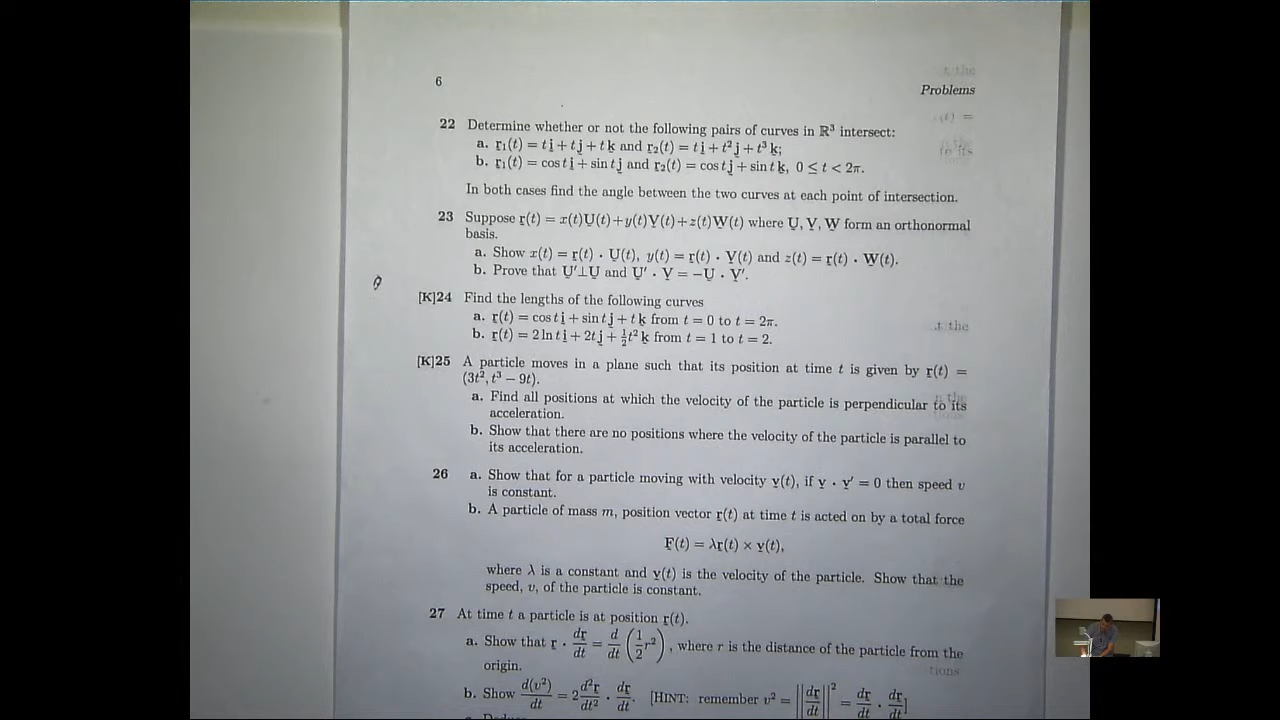 t the
6
Problems
(t) =
22 Determine whether or not the following pairs of curves in ℝ³ intersect:
a. r̰₁(t) = t ḭ + t j̰ + t k̰ and r̰₂(t) = t ḭ + t² j̰ + t³ k̰;
to its
b. r̰₁(t) = cos t ḭ + sin t j̰ and r̰₂(t) = cos t j̰ + sin t k̰, 0 ≤ t < 2π.
In both cases find the angle between the two curves at each point of intersection.
23 Suppose r̰(t) = x(t)Ṵ(t) + y(t)V̰(t) + z(t)W̰(t) where Ṵ, V̰, W̰ form an orthonormal
basis.
a. Show x(t) = r̰(t) · Ṵ(t), y(t) = r̰(t) · V̰(t) and z(t) = r̰(t) · W̰(t).
b. Prove that Ṵ′⊥Ṵ and Ṵ′ · V̰ = −Ṵ · V̰′.
[K]24 Find the lengths of the following curves
a. r̰(t) = cos t ḭ + sin t j̰ + t k̰ from t = 0 to t = 2π.
t the
b. r̰(t) = 2 ln t ḭ + 2t j̰ + ½t² k̰ from t = 1 to t = 2.
[K]25 A particle moves in a plane such that its position at time t is given by r̰(t) =
(3t², t³ − 9t).
a. Find all positions at which the velocity of the particle is perpendicular to its
acceleration.
b. Show that there are no positions where the velocity of the particle is parallel to
its acceleration.
26 a. Show that for a particle moving with velocity v̰(t), if v̰ · v̰′ = 0 then speed v
is constant.
b. A particle of mass m, position vector r̰(t) at time t is acted on by a total force
F̰(t) = λr̰(t) × v̰(t),
where λ is a constant and v̰(t) is the velocity of the particle. Show that the
speed, v, of the particle is constant.
27 At time t a particle is at position r̰(t).
a. Show that r̰ · dr̰/dt = d/dt (½r²), where r is the distance of the particle from the
origin.
tions
b. Show d(v²)/dt = 2 d²r̰/dt² · dr̰/dt. [HINT: remember v² = ||dr̰/dt||² = dr̰/dt · dr̰/dt]